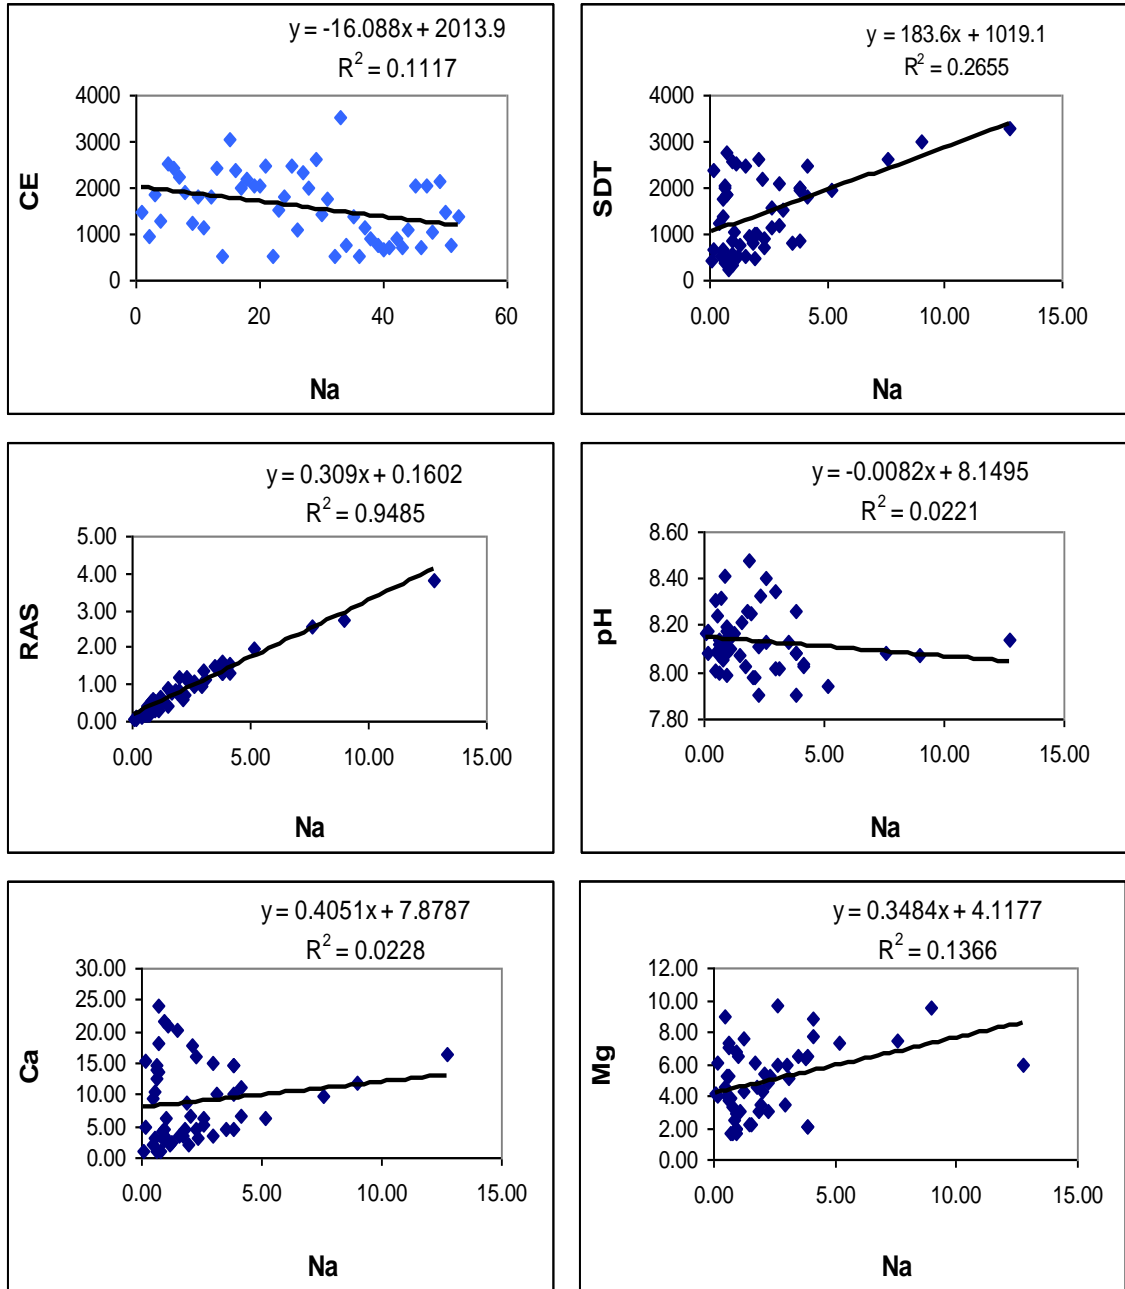 y = -16.088x + 2013.9
R² = 0.1117
4000
3000
2000
1000
0
0 20 40 60
CE
Na
y = 183.6x + 1019.1
R² = 0.2655
4000
3000
2000
1000
0
0.00 5.00 10.00 15.00
SDT
Na
y = 0.309x + 0.1602
R² = 0.9485
5.00
4.00
3.00
2.00
1.00
0.00
0.00 5.00 10.00 15.00
RAS
Na
y = -0.0082x + 8.1495
R² = 0.0221
8.60
8.40
8.20
8.00
7.80
0.00 5.00 10.00 15.00
pH
Na
y = 0.4051x + 7.8787
R² = 0.0228
30.00
25.00
20.00
15.00
10.00
5.00
0.00
0.00 5.00 10.00 15.00
Ca
Na
y = 0.3484x + 4.1177
R² = 0.1366
12.00
10.00
8.00
6.00
4.00
2.00
0.00
0.00 5.00 10.00 15.00
Mg
Na